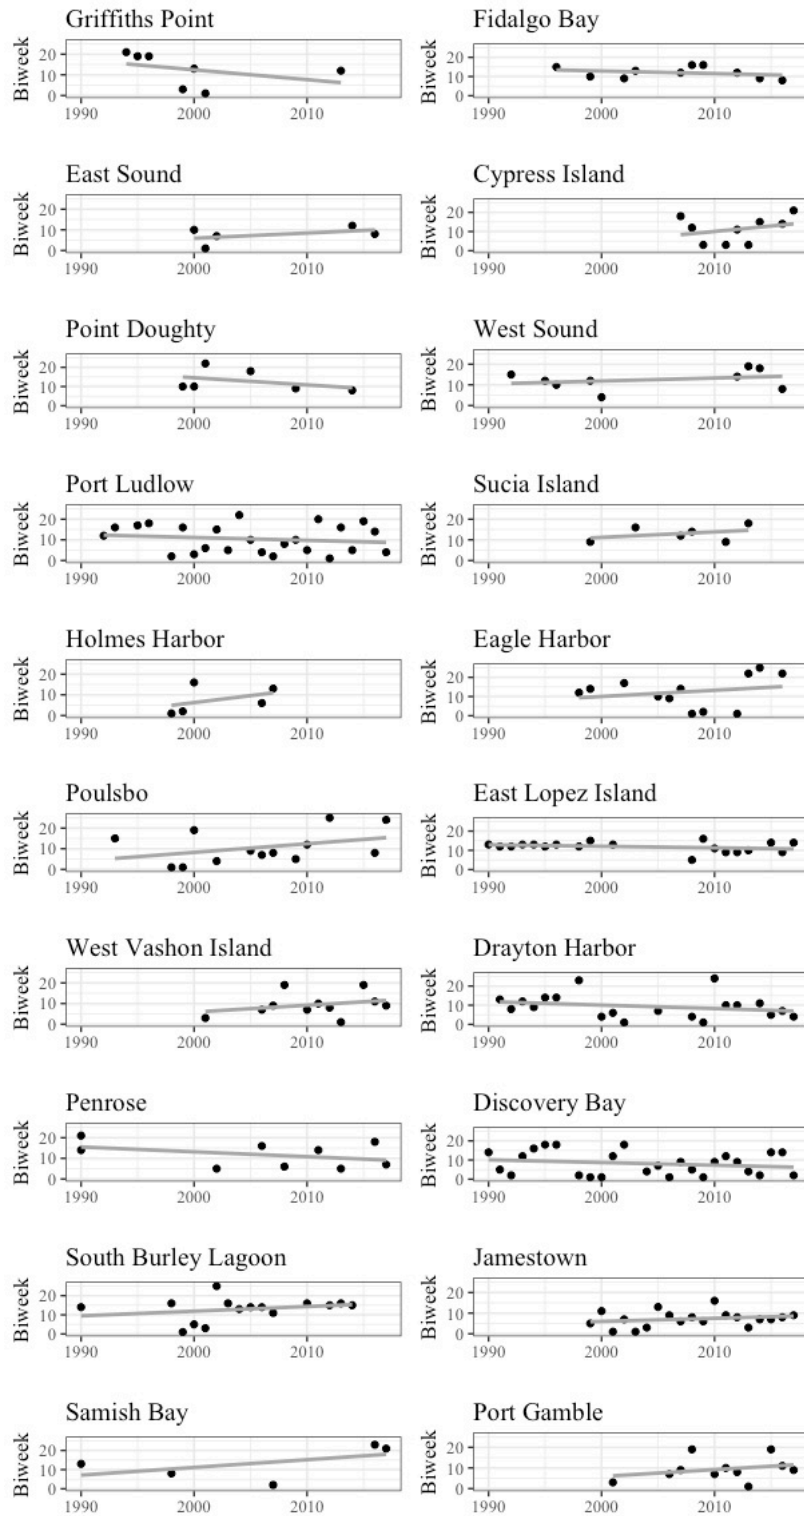 Griffiths Point
Biweek
20
10
0
1990 2000 2010
Fidalgo Bay
Biweek
20
10
0
1990 2000 2010
East Sound
Biweek
20
10
0
1990 2000 2010
Cypress Island
Biweek
20
10
0
1990 2000 2010
Point Doughty
Biweek
20
10
0
1990 2000 2010
West Sound
Biweek
20
10
0
1990 2000 2010
Port Ludlow
Biweek
20
10
0
1990 2000 2010
Sucia Island
Biweek
20
10
0
1990 2000 2010
Holmes Harbor
Biweek
20
10
0
1990 2000 2010
Eagle Harbor
Biweek
20
10
0
1990 2000 2010
Poulsbo
Biweek
20
10
0
1990 2000 2010
East Lopez Island
Biweek
20
10
0
1990 2000 2010
West Vashon Island
Biweek
20
10
0
1990 2000 2010
Drayton Harbor
Biweek
20
10
0
1990 2000 2010
Penrose
Biweek
20
10
0
1990 2000 2010
Discovery Bay
Biweek
20
10
0
1990 2000 2010
South Burley Lagoon
Biweek
20
10
0
1990 2000 2010
Jamestown
Biweek
20
10
0
1990 2000 2010
Samish Bay
Biweek
20
10
0
1990 2000 2010
Port Gamble
Biweek
20
10
0
1990 2000 2010